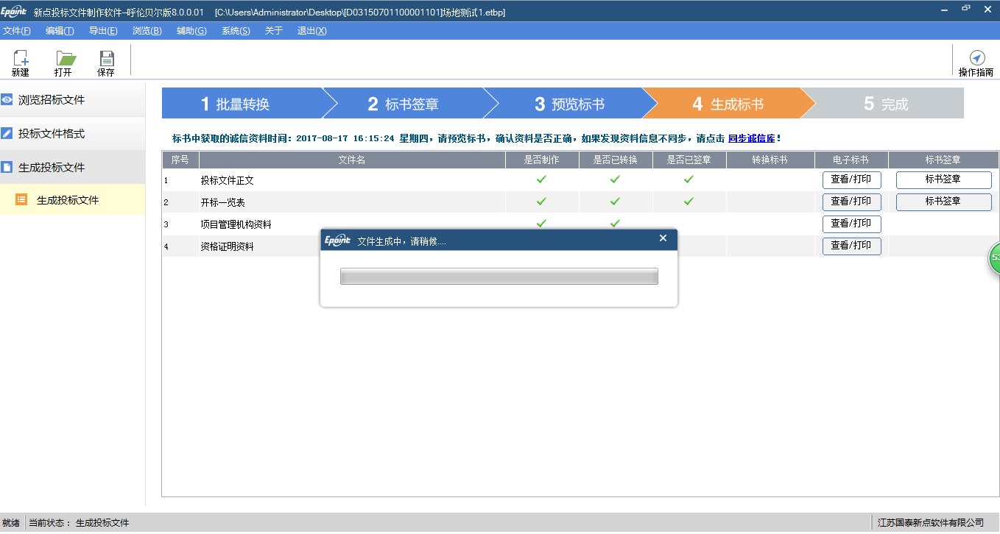 Epoint 新点投标文件制作软件-呼伦贝尔版8.0.0.01 [C:\Users\Administrator\Desktop\[D03150701100001101]场地测试1.etbp]
文件(F) 编辑(T) 导出(E) 浏览(B) 辅助(G) 系统(S) 关于 退出(X)
新建 打开 保存 操作指南
浏览招标文件
投标文件格式
生成投标文件
生成投标文件
1 批量转换 2 标书签章 3 预览标书 4 生成标书 5 完成
标书中获取的诚信资料时间：2017-08-17 16:15:24 星期四，请预览标书，确认资料是否正确，如果发现资料信息不同步，请点击 同步诚信库！
序号 文件名 是否制作 是否已转换 是否已签章 转换标书 电子标书 标书签章
1 投标文件正文 查看/打印 标书签章
2 开标一览表 查看/打印 标书签章
3 项目管理机构资料 查看/打印
4 资格证明资料 查看/打印
Epoint 文件生成中，请稍候....
就绪 当前状态： 生成投标文件 江苏国泰新点软件有限公司